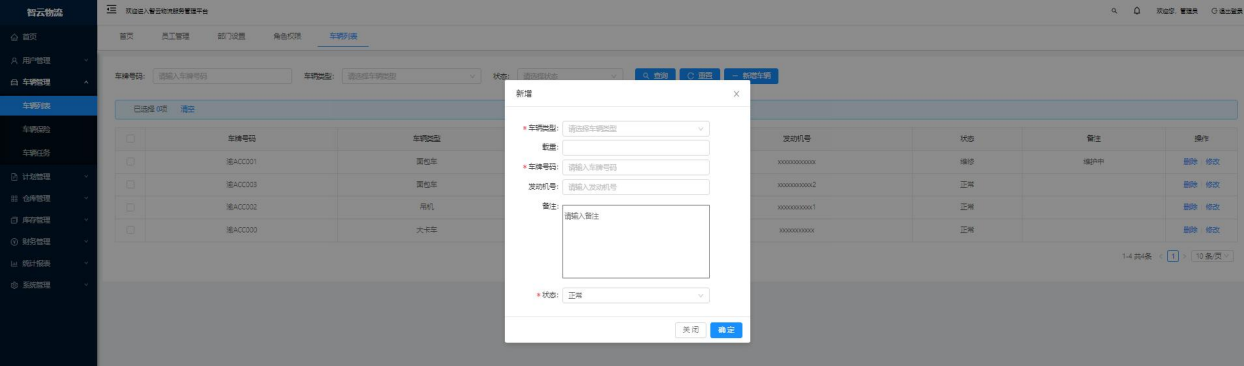 智云物流
欢迎进入智云物流服务管理平台
欢迎您, 管理员 退出登录
首页
用户管理
车辆管理
车辆列表
车辆保险
车辆任务
计划管理
仓库管理
库存管理
财务管理
统计报表
系统管理
首页 员工管理 部门设置 角色权限 车辆列表
车牌号码: 请输入车牌号码 车辆类型: 请选择车辆类型 状态: 请选择状态 查询 重置 新增车辆
已选择 0项 清空
车牌号码 车辆类型 发动机号 状态 备注 操作
渝ACC001 面包车 xxxxxxxxxxxx 维修 维护中 删除 修改
渝ACC003 面包车 xxxxxxxxxxx2 正常 删除 修改
渝ACC002 吊机 xxxxxxxxxxx1 正常 删除 修改
渝ACC000 大卡车 xxxxxxxxxxx 正常 删除 修改
1-4 共4条 < 1 > 10 条/页
新增 ×
* 车辆类型: 请选择车辆类型
载重:
* 车牌号码: 请输入车牌号码
发动机号: 请输入发动机号
备注: 请输入备注
* 状态: 正常
关闭 确定